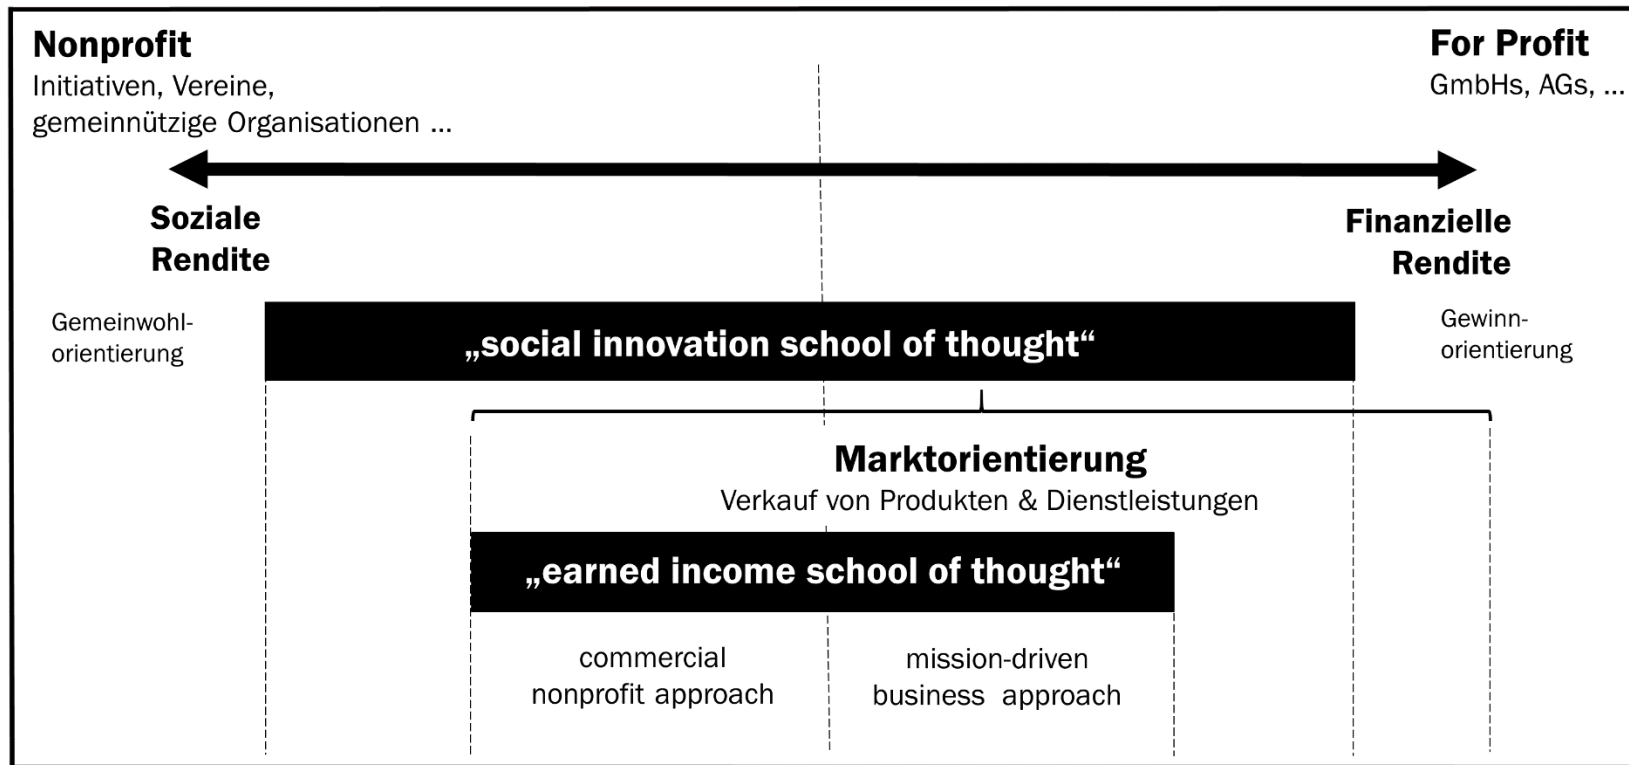 Nonprofit
Initiativen, Vereine,
gemeinnützige Organisationen ...
For Profit
GmbHs, AGs, ...
Soziale
Rendite
Finanzielle
Rendite
Gemeinwohl-
orientierung
„social innovation school of thought“
Gewinn-
orientierung
Marktorientierung
Verkauf von Produkten & Dienstleistungen
„earned income school of thought“
commercial
nonprofit approach
mission-driven
business approach